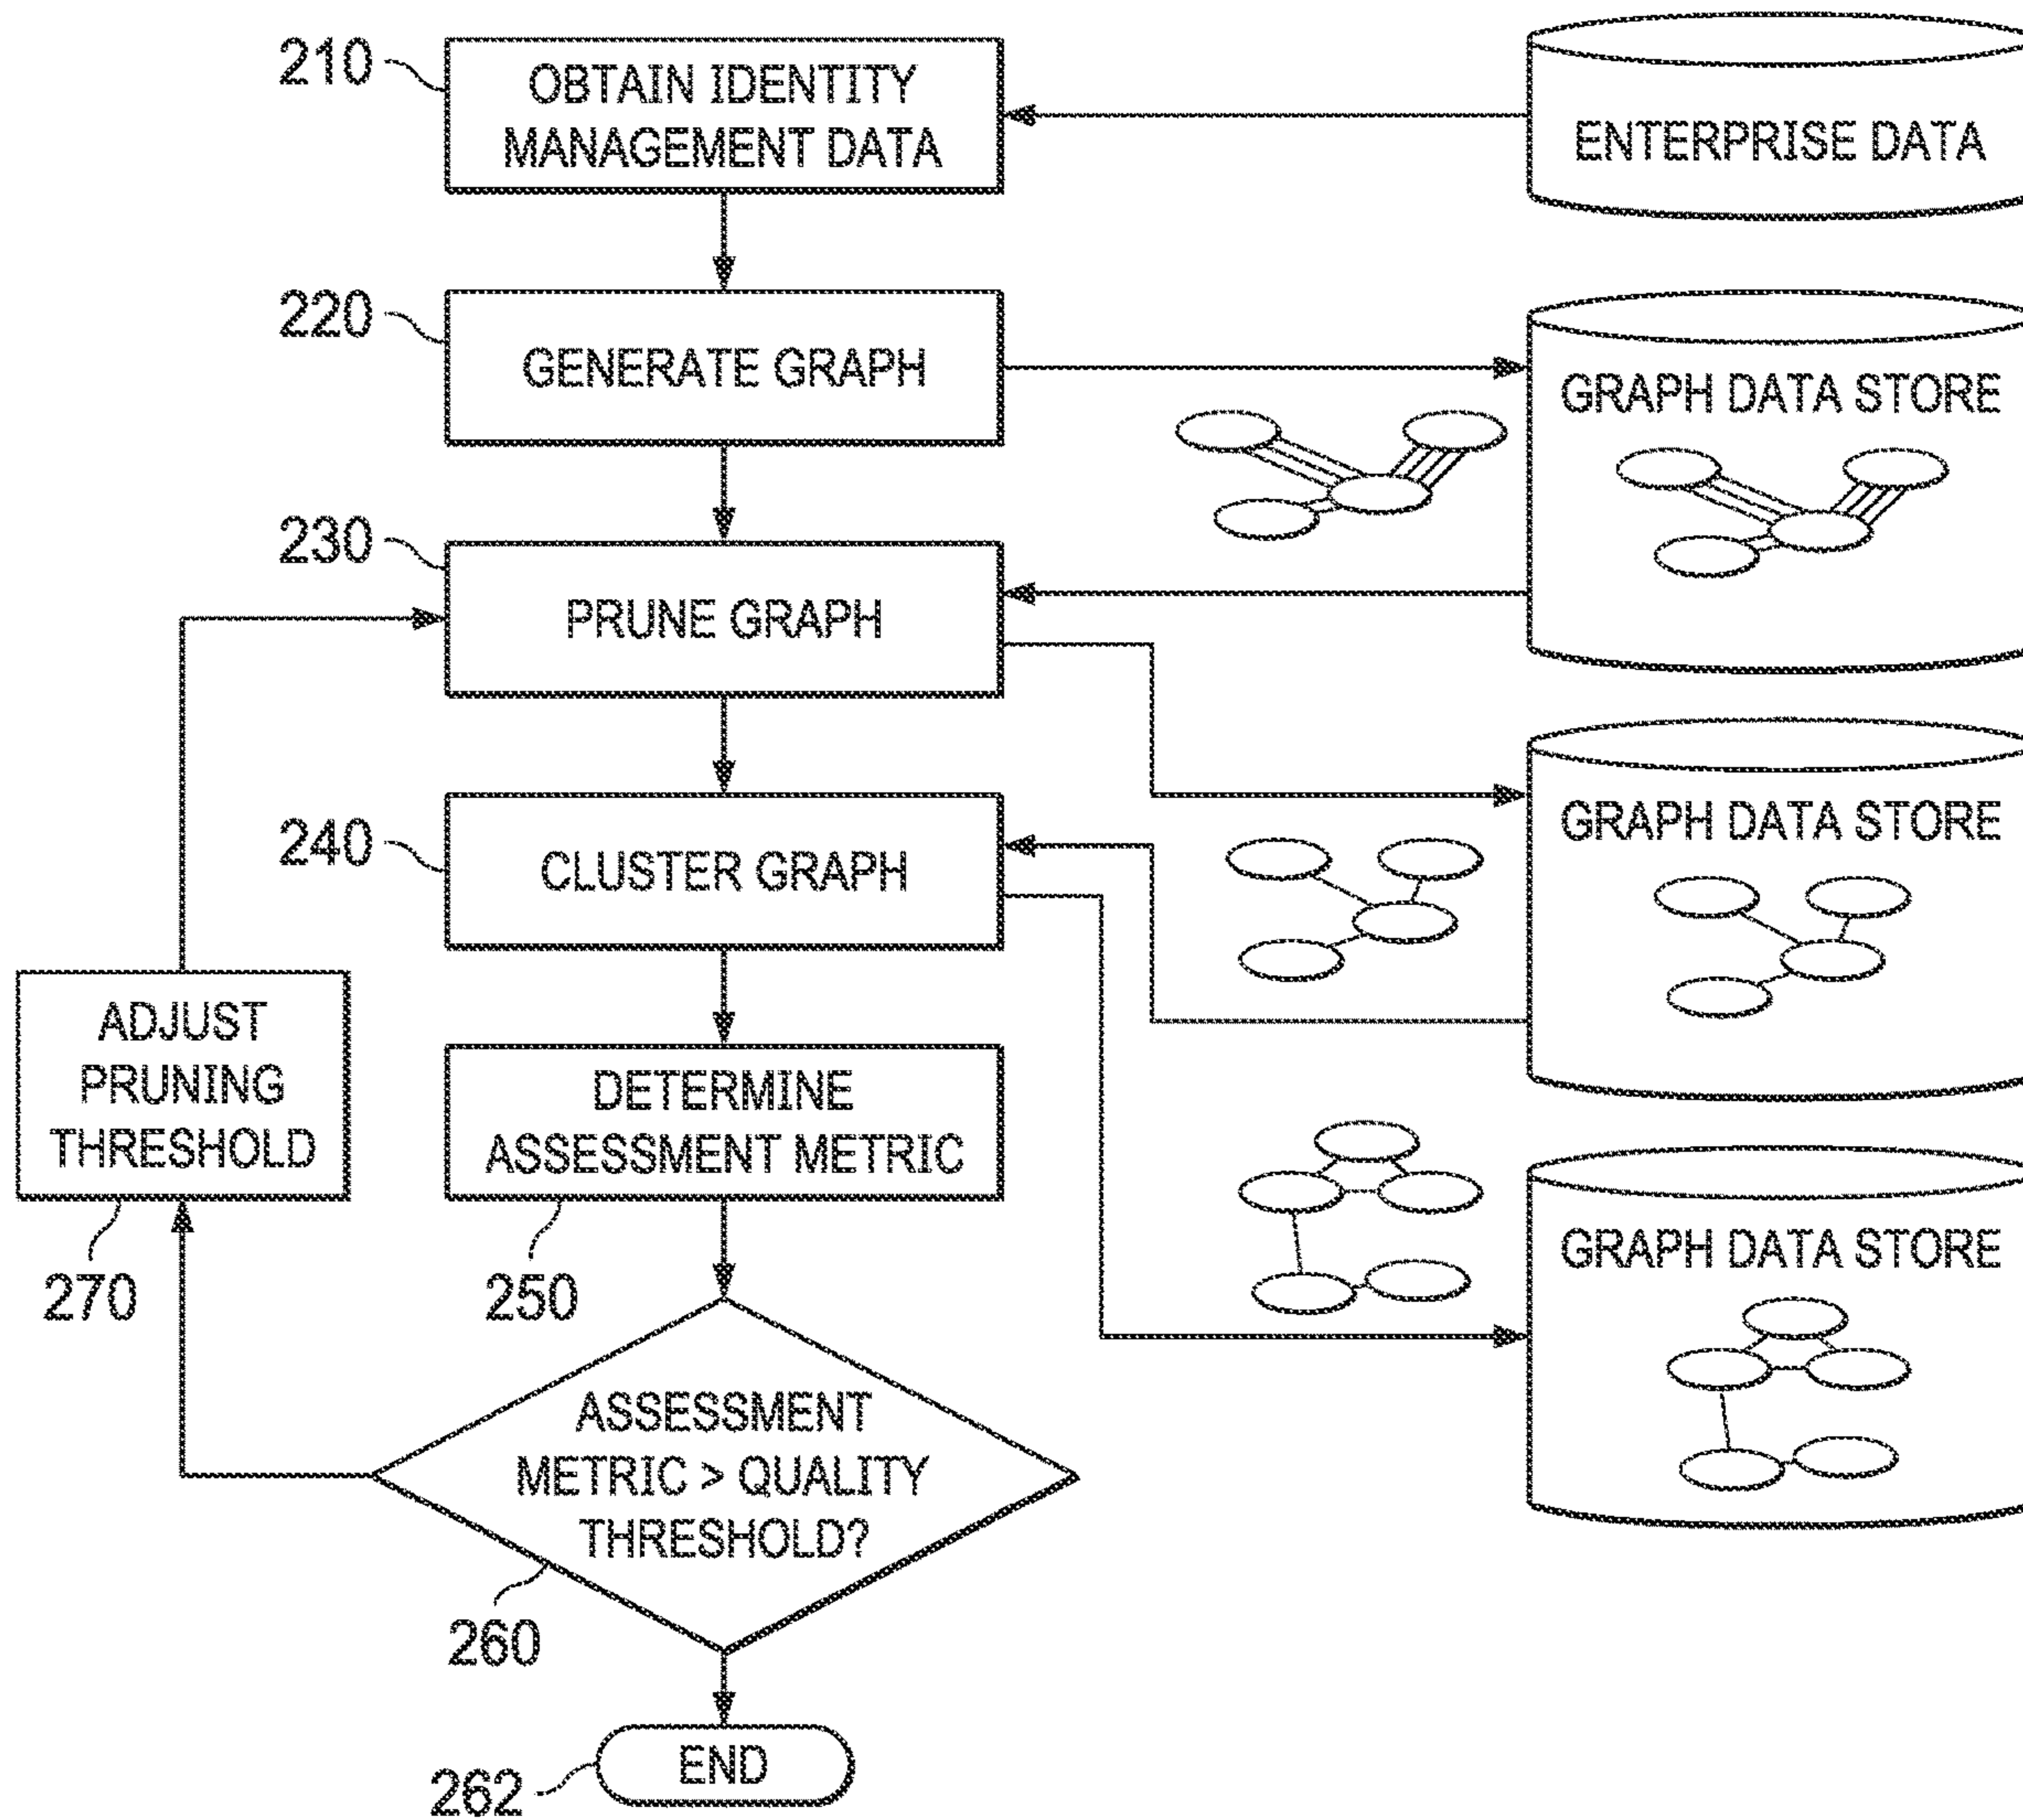 210
OBTAIN IDENTITY
MANAGEMENT DATA
ENTERPRISE DATA
220
GENERATE GRAPH
GRAPH DATA STORE
230
PRUNE GRAPH
240
CLUSTER GRAPH
GRAPH DATA STORE
ADJUST
PRUNING
THRESHOLD
270
DETERMINE
ASSESSMENT METRIC
250
GRAPH DATA STORE
ASSESSMENT
METRIC > QUALITY
THRESHOLD?
260
END
262